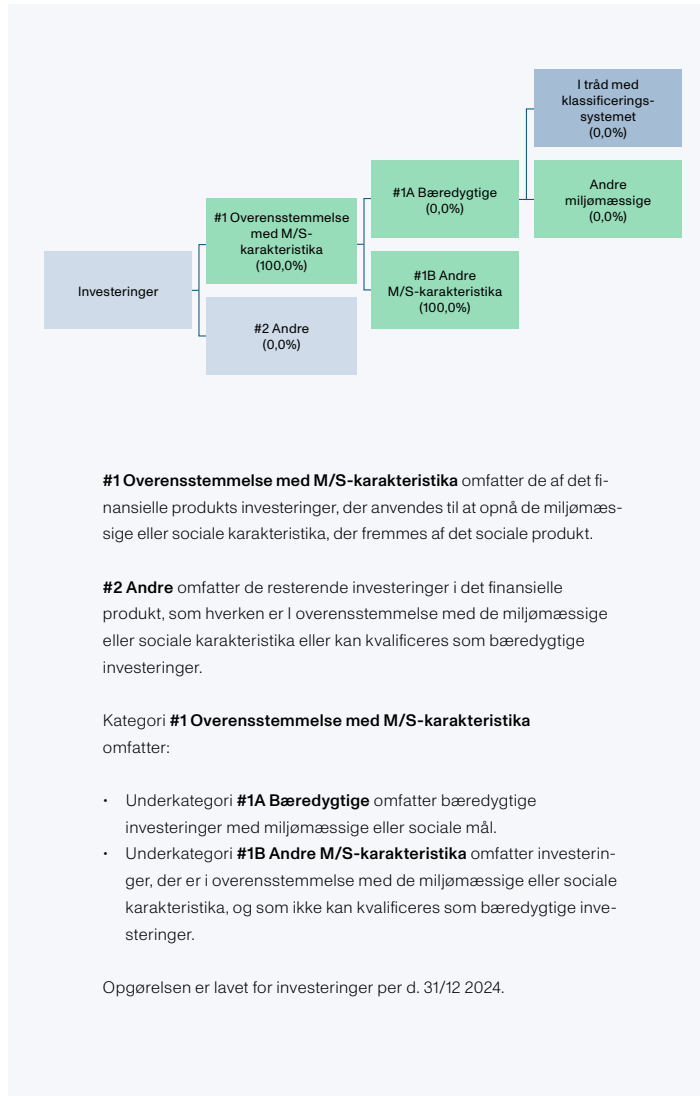 I tråd med
klassificerings-
systemet
(0,0%)
#1A Bæredygtige
(0,0%)
Andre
miljømæssige
(0,0%)
#1 Overensstemmelse
med M/S-
karakteristika
(100,0%)
Investeringer
#1B Andre
M/S-karakteristika
(100,0%)
#2 Andre
(0,0%)
#1 Overensstemmelse med M/S-karakteristika omfatter de af det fi-
nansielle produkts investeringer, der anvendes til at opnå de miljømæs-
sige eller sociale karakteristika, der fremmes af det sociale produkt.
#2 Andre omfatter de resterende investeringer i det finansielle
produkt, som hverken er I overensstemmelse med de miljømæssige
eller sociale karakteristika eller kan kvalificeres som bæredygtige
investeringer.
Kategori #1 Overensstemmelse med M/S-karakteristika
omfatter:
• Underkategori #1A Bæredygtige omfatter bæredygtige
investeringer med miljømæssige eller sociale mål.
• Underkategori #1B Andre M/S-karakteristika omfatter investerin-
ger, der er i overensstemmelse med de miljømæssige eller sociale
karakteristika, og som ikke kan kvalificeres som bæredygtige inve-
steringer.
Opgørelsen er lavet for investeringer per d. 31/12 2024.